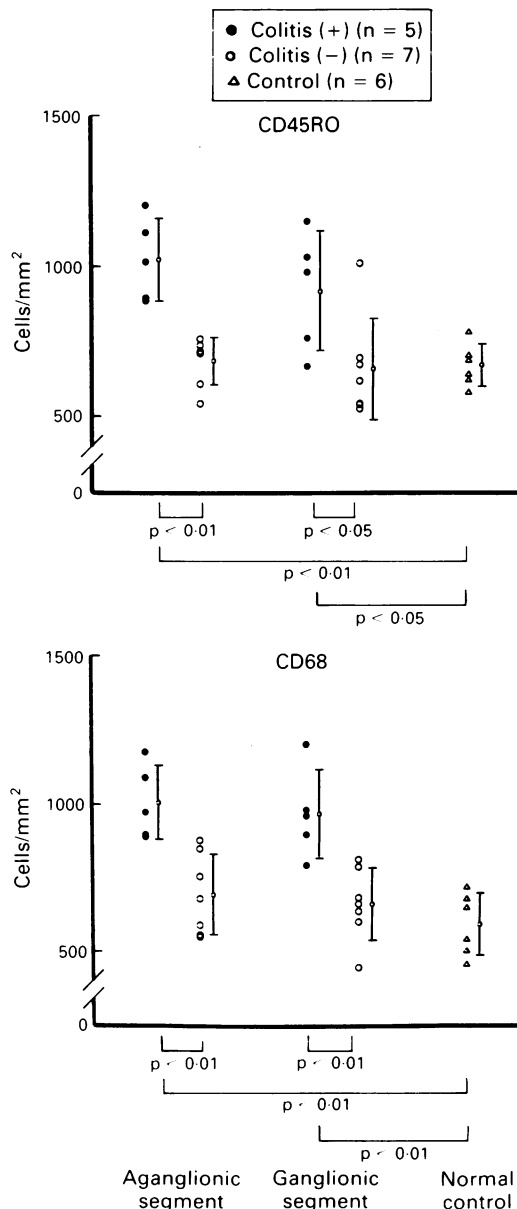 ● Colitis (+) (n = 5)
○ Colitis (−) (n = 7)
△ Control (n = 6)
CD45RO
1500
1000
500
0
Cells/mm²
p < 0·01
p < 0·05
p < 0·01
p < 0·05
CD68
1500
1000
500
0
Cells/mm²
p < 0·01
p < 0·01
p < 0·01
p < 0·01
Aganglionic segment
Ganglionic segment
Normal control